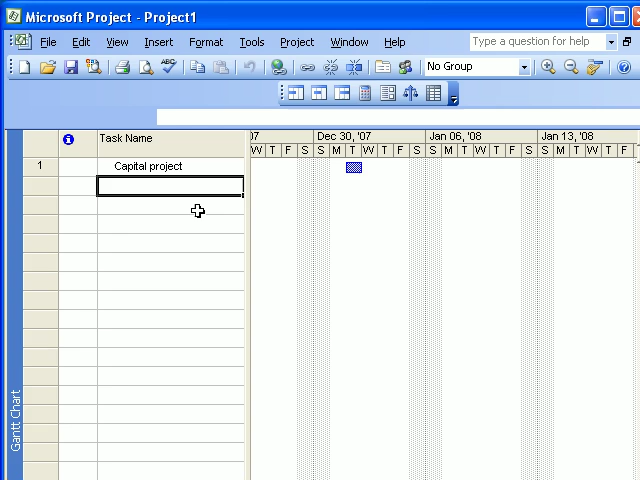 Microsoft Project - Project1
File Edit View Insert Format Tools Project Window Help Type a question for help
ABC No Group
Task Name '07 Dec 30, '07 Jan 06, '08 Jan 13, '08
W T F S S M T W T F S S M T W T F S S M T W T F S
1 Capital project
Gantt Chart